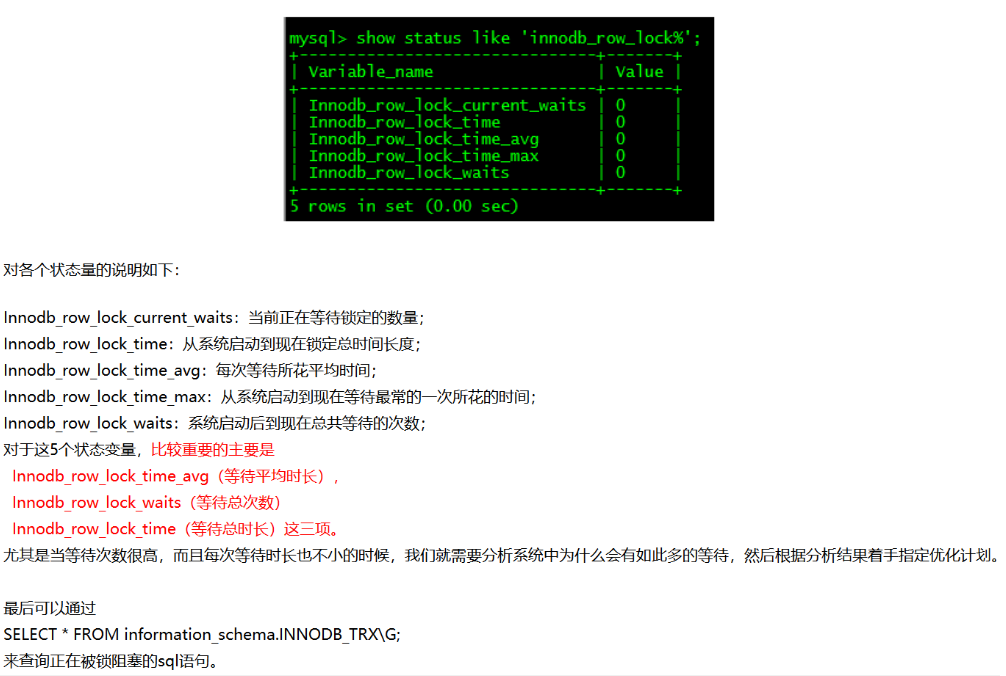 mysql> show status like 'innodb_row_lock%';
+-------------------------------+-------+
| Variable_name                 | Value |
+-------------------------------+-------+
| Innodb_row_lock_current_waits | 0     |
| Innodb_row_lock_time          | 0     |
| Innodb_row_lock_time_avg      | 0     |
| Innodb_row_lock_time_max      | 0     |
| Innodb_row_lock_waits         | 0     |
+-------------------------------+-------+
5 rows in set (0.00 sec)
对各个状态量的说明如下：
Innodb_row_lock_current_waits：当前正在等待锁定的数量；
Innodb_row_lock_time：从系统启动到现在锁定总时间长度；
Innodb_row_lock_time_avg：每次等待所花平均时间；
Innodb_row_lock_time_max：从系统启动到现在等待最常的一次所花的时间；
Innodb_row_lock_waits：系统启动后到现在总共等待的次数；
对于这5个状态变量，比较重要的主要是
Innodb_row_lock_time_avg（等待平均时长），
Innodb_row_lock_waits（等待总次数）
Innodb_row_lock_time（等待总时长）这三项。
尤其是当等待次数很高，而且每次等待时长也不小的时候，我们就需要分析系统中为什么会有如此多的等待，然后根据分析结果着手指定优化计划。
最后可以通过
SELECT * FROM information_schema.INNODB_TRX\G;
来查询正在被锁阻塞的sql语句。